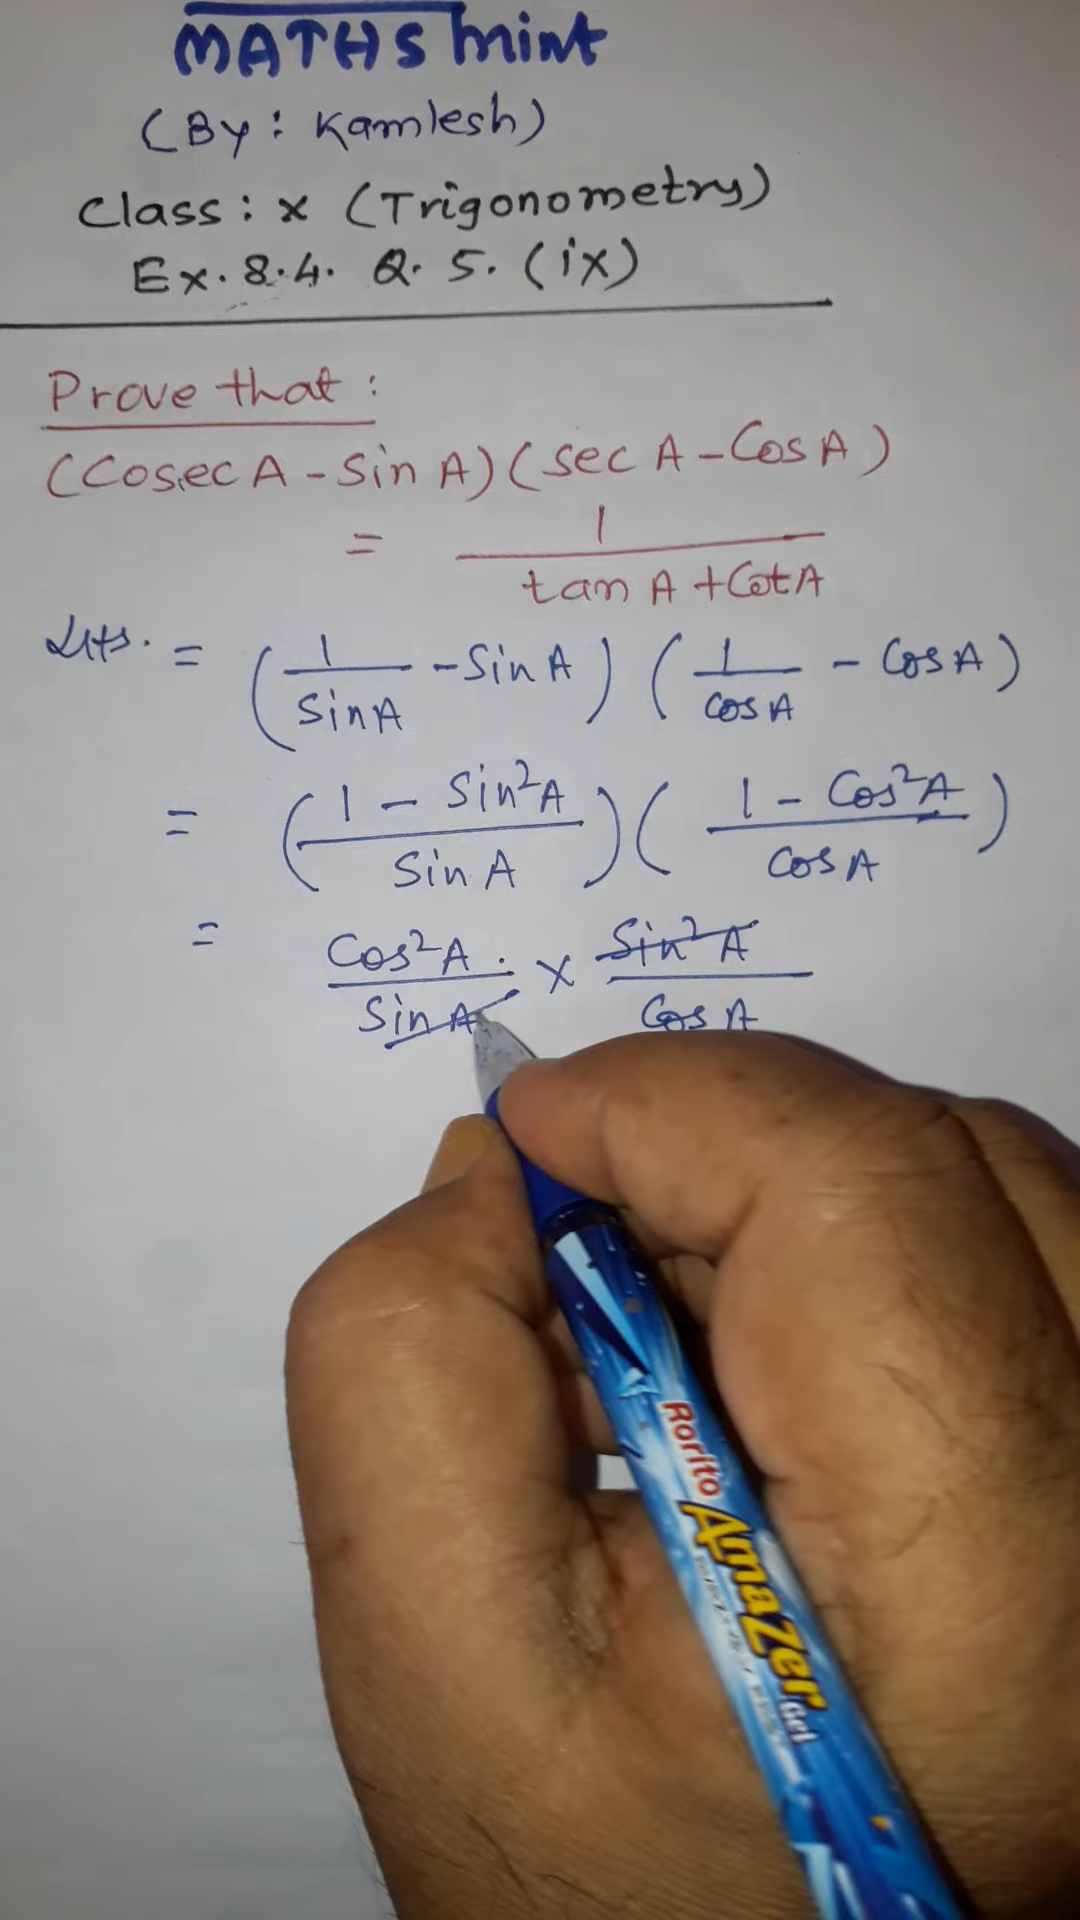 MATHS mint
(By: Kamlesh)
Class: x (Trigonometry)
Ex. 8.4. Q. 5. (ix)
Prove that:
(Cosec A - Sin A) (sec A - Cos A)
= 1 / tan A + Cot A
LHS. = (1 / Sin A - Sin A) (1 / Cos A - Cos A)
= (1 - Sin²A / Sin A) (1 - Cos²A / Cos A)
= Cos²A . / Sin A × Sin²A / Cos A
Rorito
Amazer
Gel